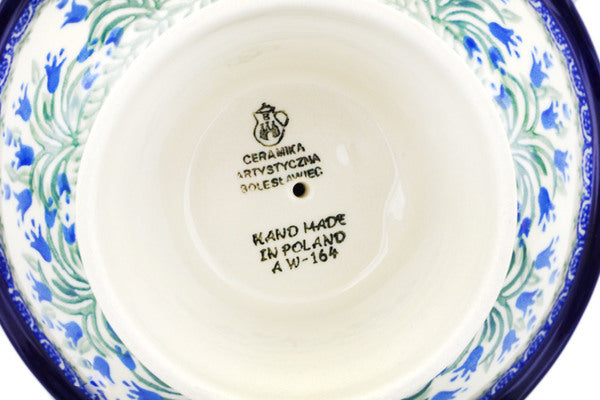 CERAMIKA
ARTYSTYCZNA
BOLESŁAWIEC
HAND MADE
IN POLAND
A W-164